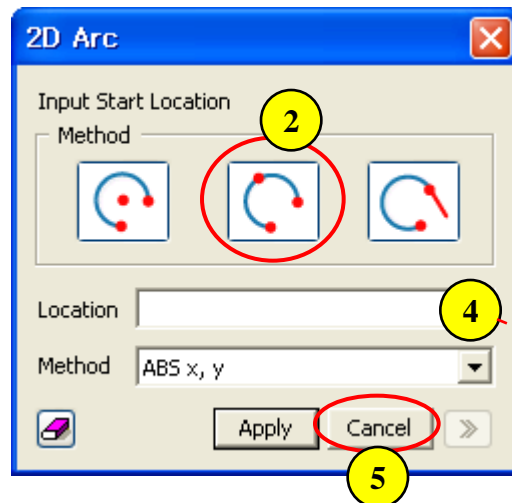 2D Arc
Input Start Location
2
Method
Location
4
Method ABS x, y
Apply Cancel
5